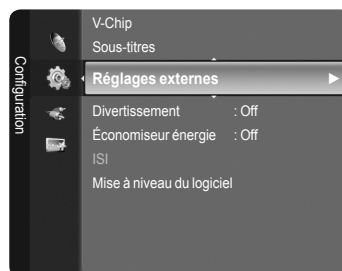 V-Chip
Sous-titres
Configuration
Réglages externes
Divertissement : Off
Économiseur énergie : Off
ISI
Mise à niveau du logiciel